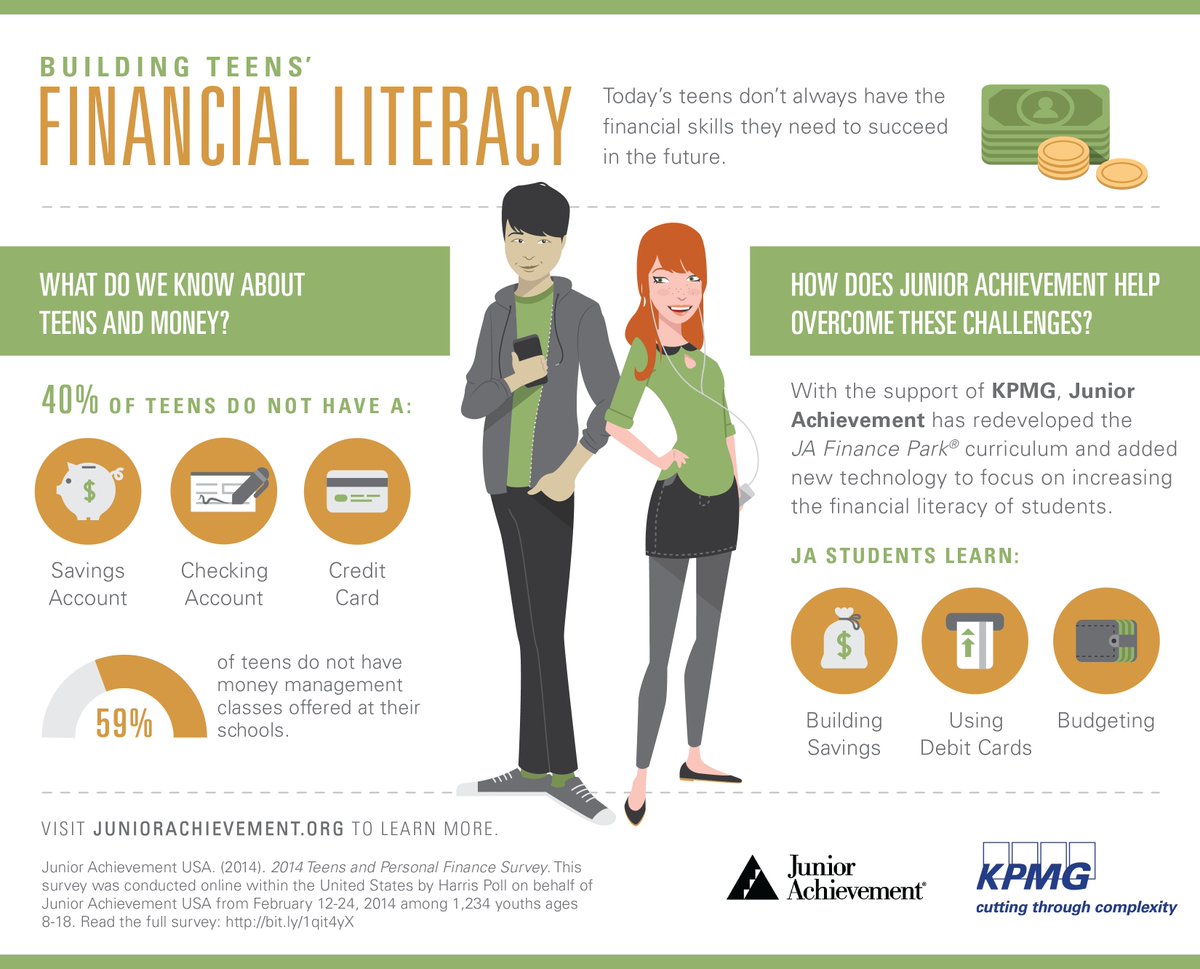 BUILDING TEENS'
FINANCIAL LITERACY
Today's teens don't always have the
financial skills they need to succeed
in the future.
WHAT DO WE KNOW ABOUT
TEENS AND MONEY?
40% OF TEENS DO NOT HAVE A:
$
Savings
Account
Checking
Account
Credit
Card
59%
of teens do not have
money management
classes offered at their
schools.
HOW DOES JUNIOR ACHIEVEMENT HELP
OVERCOME THESE CHALLENGES?
With the support of KPMG, Junior
Achievement has redeveloped the
JA Finance Park® curriculum and added
new technology to focus on increasing
the financial literacy of students.
JA STUDENTS LEARN:
$
Building
Savings
Using
Debit Cards
Budgeting
VISIT JUNIORACHIEVEMENT.ORG TO LEARN MORE.
Junior Achievement USA. (2014). 2014 Teens and Personal Finance Survey. This
survey was conducted online within the United States by Harris Poll on behalf of
Junior Achievement USA from February 12-24, 2014 among 1,234 youths ages
8-18. Read the full survey: http://bit.ly/1qit4yX
Junior
Achievement®
KPMG
cutting through complexity